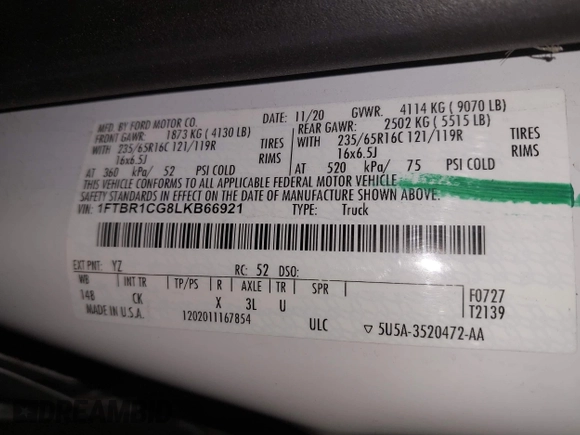 MFD. BY FORD MOTOR CO.
DATE: 11/20 GVWR: 4114 KG ( 9070 LB)
FRONT GAWR: 1873 KG ( 4130 LB) REAR GAWR: 2502 KG ( 5515 LB)
WITH 235/65R16C 121/119R TIRES WITH 235/65R16C 121/119R TIRES
16x6.5J RIMS 16x6.5J RIMS
AT 360 kPa/ 52 PSI COLD AT 520 kPa/ 75 PSI COLD
THIS VEHICLE CONFORMS TO ALL APPLICABLE FEDERAL MOTOR VEHICLE
SAFETY STANDARDS IN EFFECT ON THE DATE OF MANUFACTURE SHOWN ABOVE.
VIN: 1FTBR1CG8LKB66921 TYPE: Truck
EXT PNT: YZ RC: 52 DSO:
WB INT TR TP/PS R AXLE TR SPR F0727
148 CK X 3L U T2139
MADE IN U.S.A. 1202011167854 ULC ▽ 5U5A-3520472-AA
DREAMBID